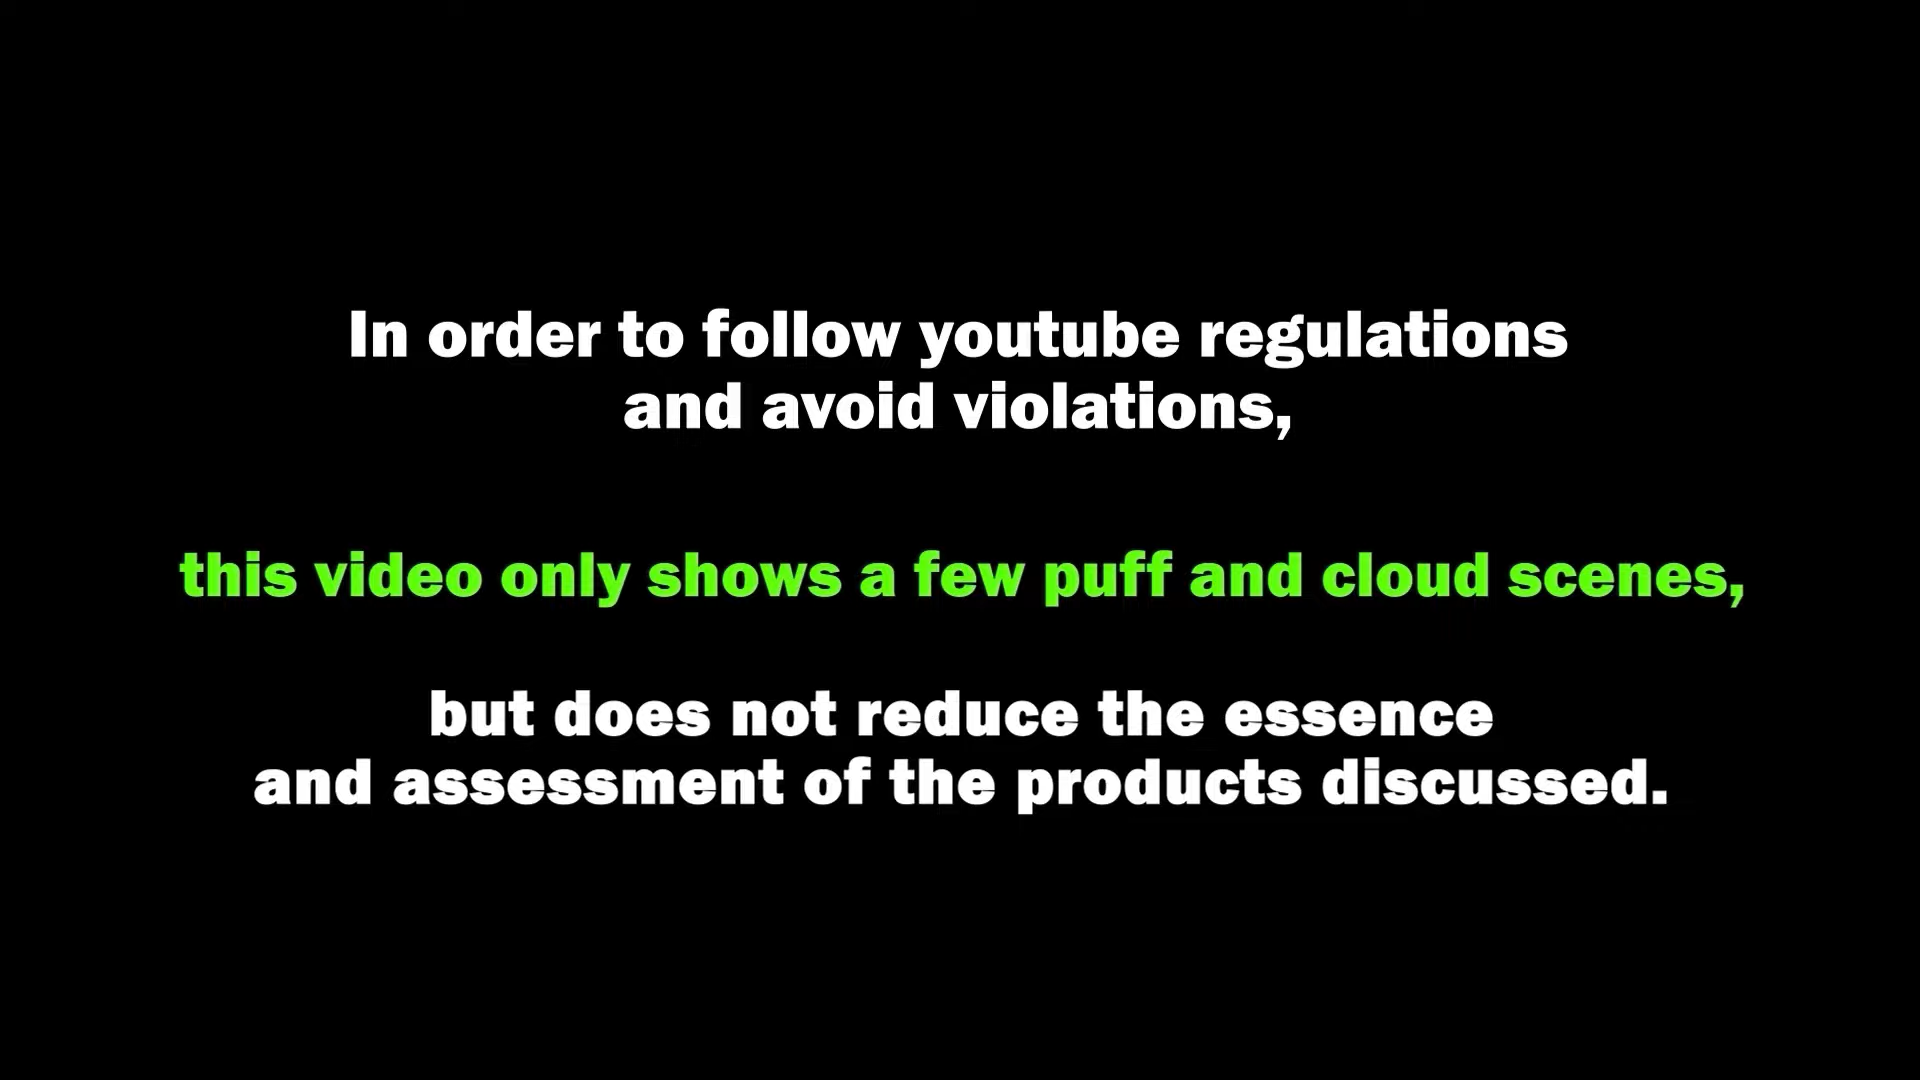 In order to follow youtube regulations
and avoid violations,
this video only shows a few puff and cloud scenes,
but does not reduce the essence
and assessment of the products discussed.